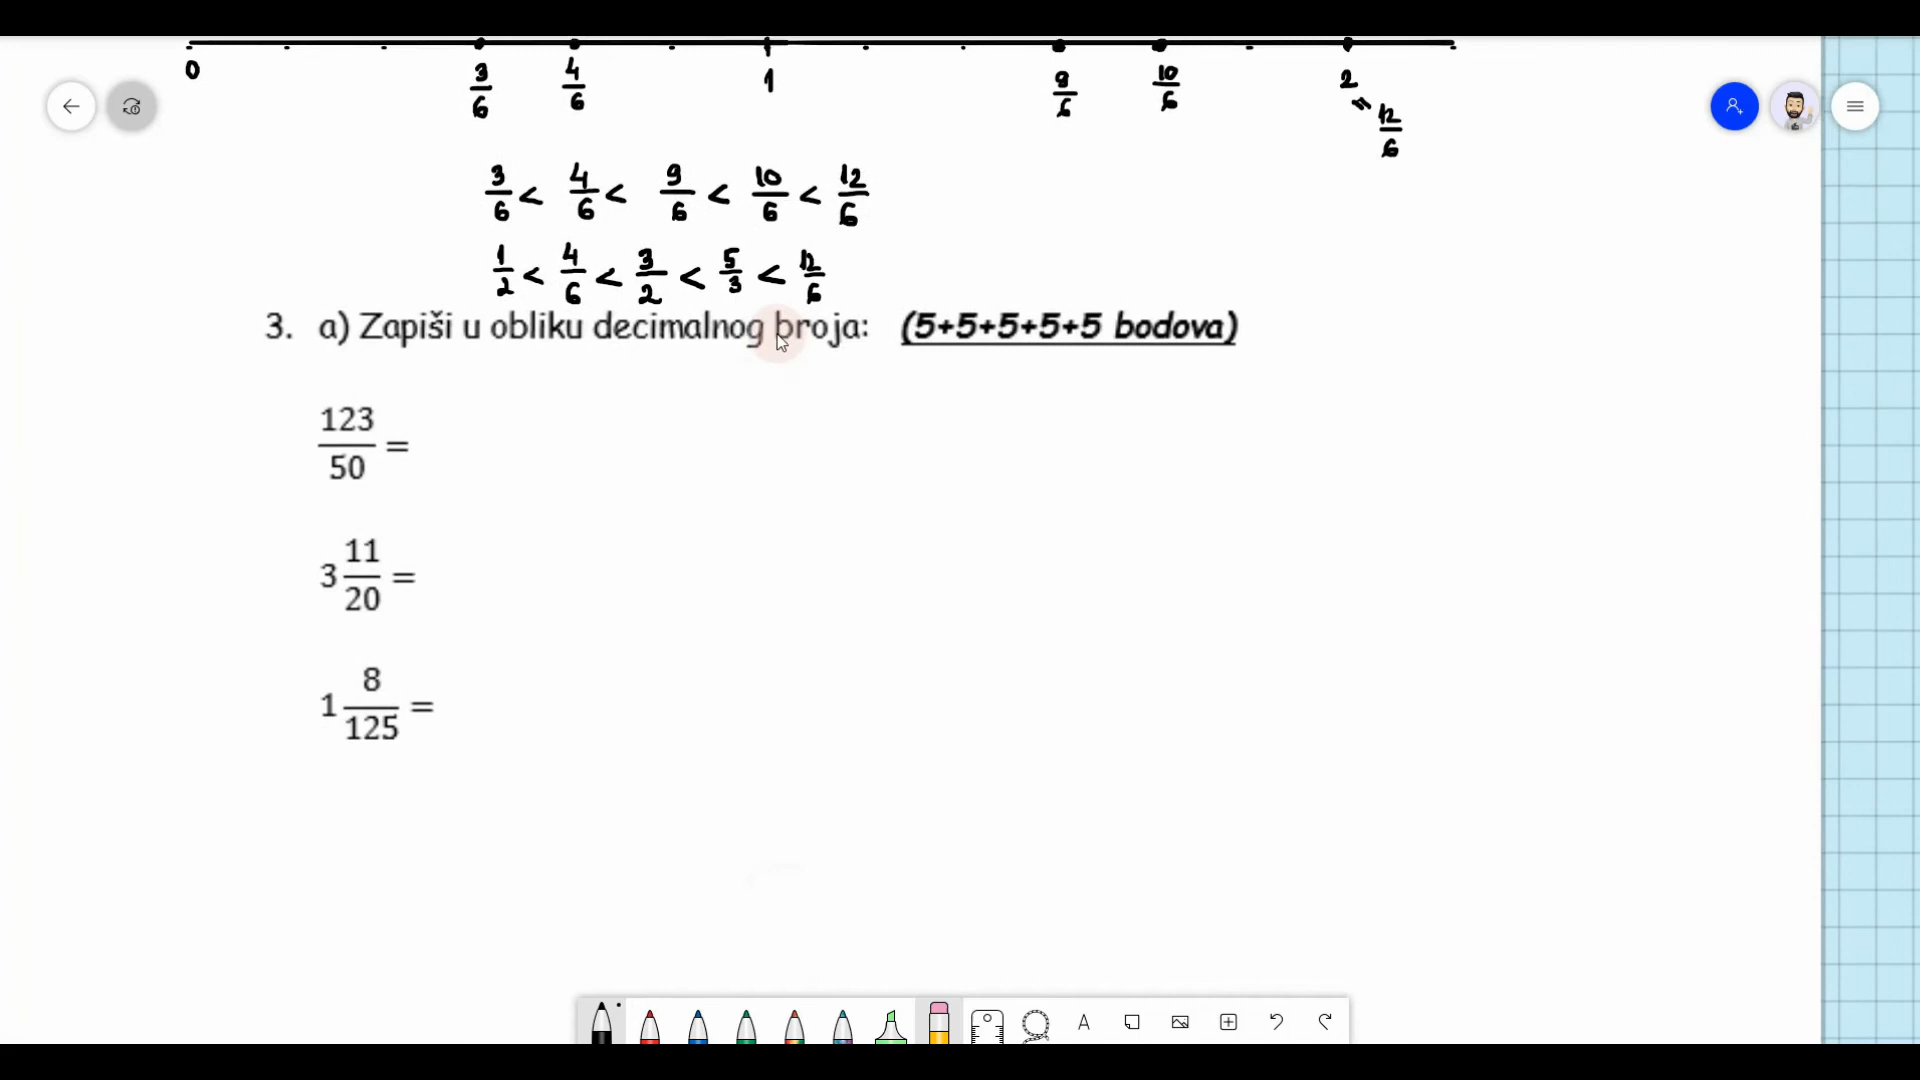 0 3/6 4/6 1 9/6 10/6 2 = 12/6
3/6 < 4/6 < 9/6 < 10/6 < 12/6
1/2 < 4/6 < 3/2 < 5/3 < 12/6
3. a) Zapiši u obliku decimalnog broja: (5+5+5+5+5 bodova)
123/50 =
3 11/20 =
1 8/125 =
A